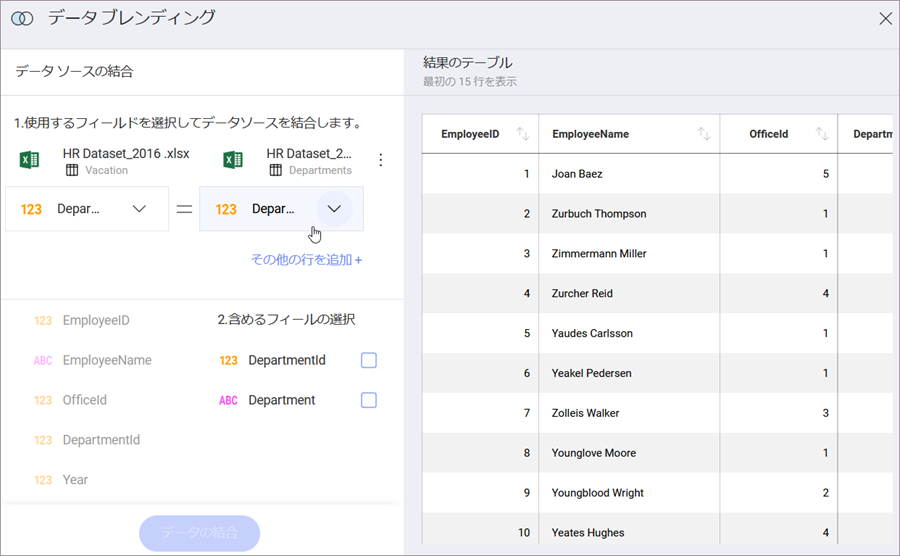 データ ブレンディング
データ ソースの結合
1.使用するフィールドを選択してデータソースを結合します。
HR Dataset_2016 .xlsx
Vacation
HR Dataset_2...
Departments
123 Depar...
=
123 Depar...
その他の行を追加 +
123 EmployeeID
ABC EmployeeName
123 OfficeId
123 DepartmentId
123 Year
2.含めるフィールの選択
123 DepartmentId
ABC Department
データの結合
結果のテーブル
最初の 15 行を表示
EmployeeID EmployeeName OfficeId Departm
1 Joan Baez 5
2 Zurbuch Thompson 1
3 Zimmermann Miller 1
4 Zurcher Reid 4
5 Yaudes Carlsson 1
6 Yeakel Pedersen 1
7 Zolleis Walker 3
8 Younglove Moore 1
9 Youngblood Wright 2
10 Yeates Hughes 4